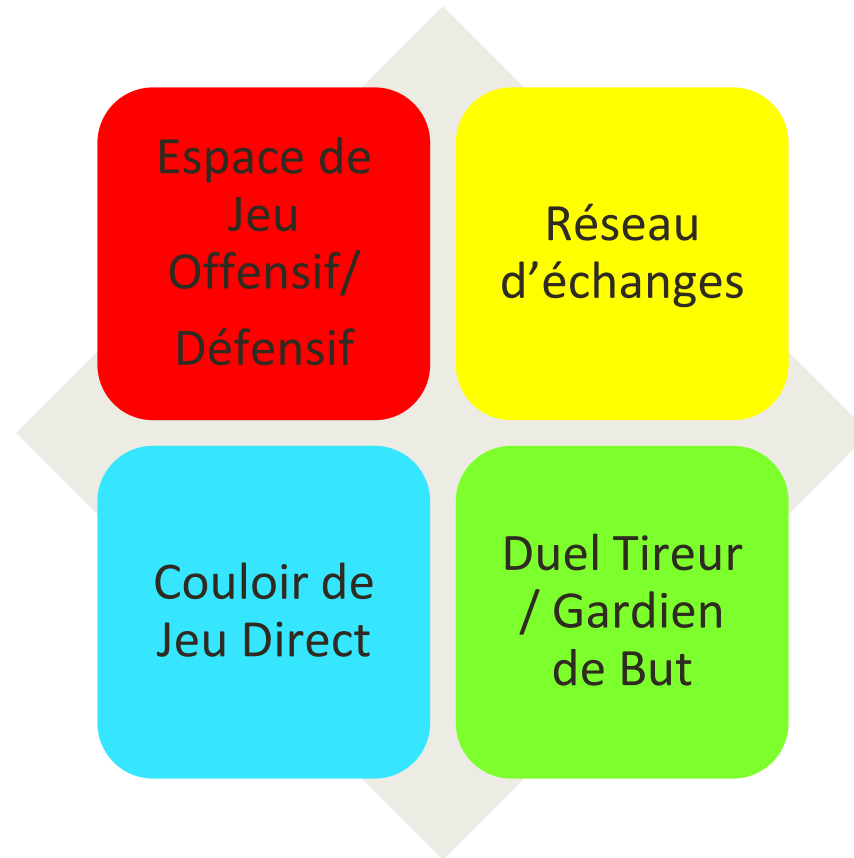 Espace de
Jeu
Offensif/
Défensif
Réseau
d’échanges
Couloir de
Jeu Direct
Duel Tireur
/ Gardien
de But